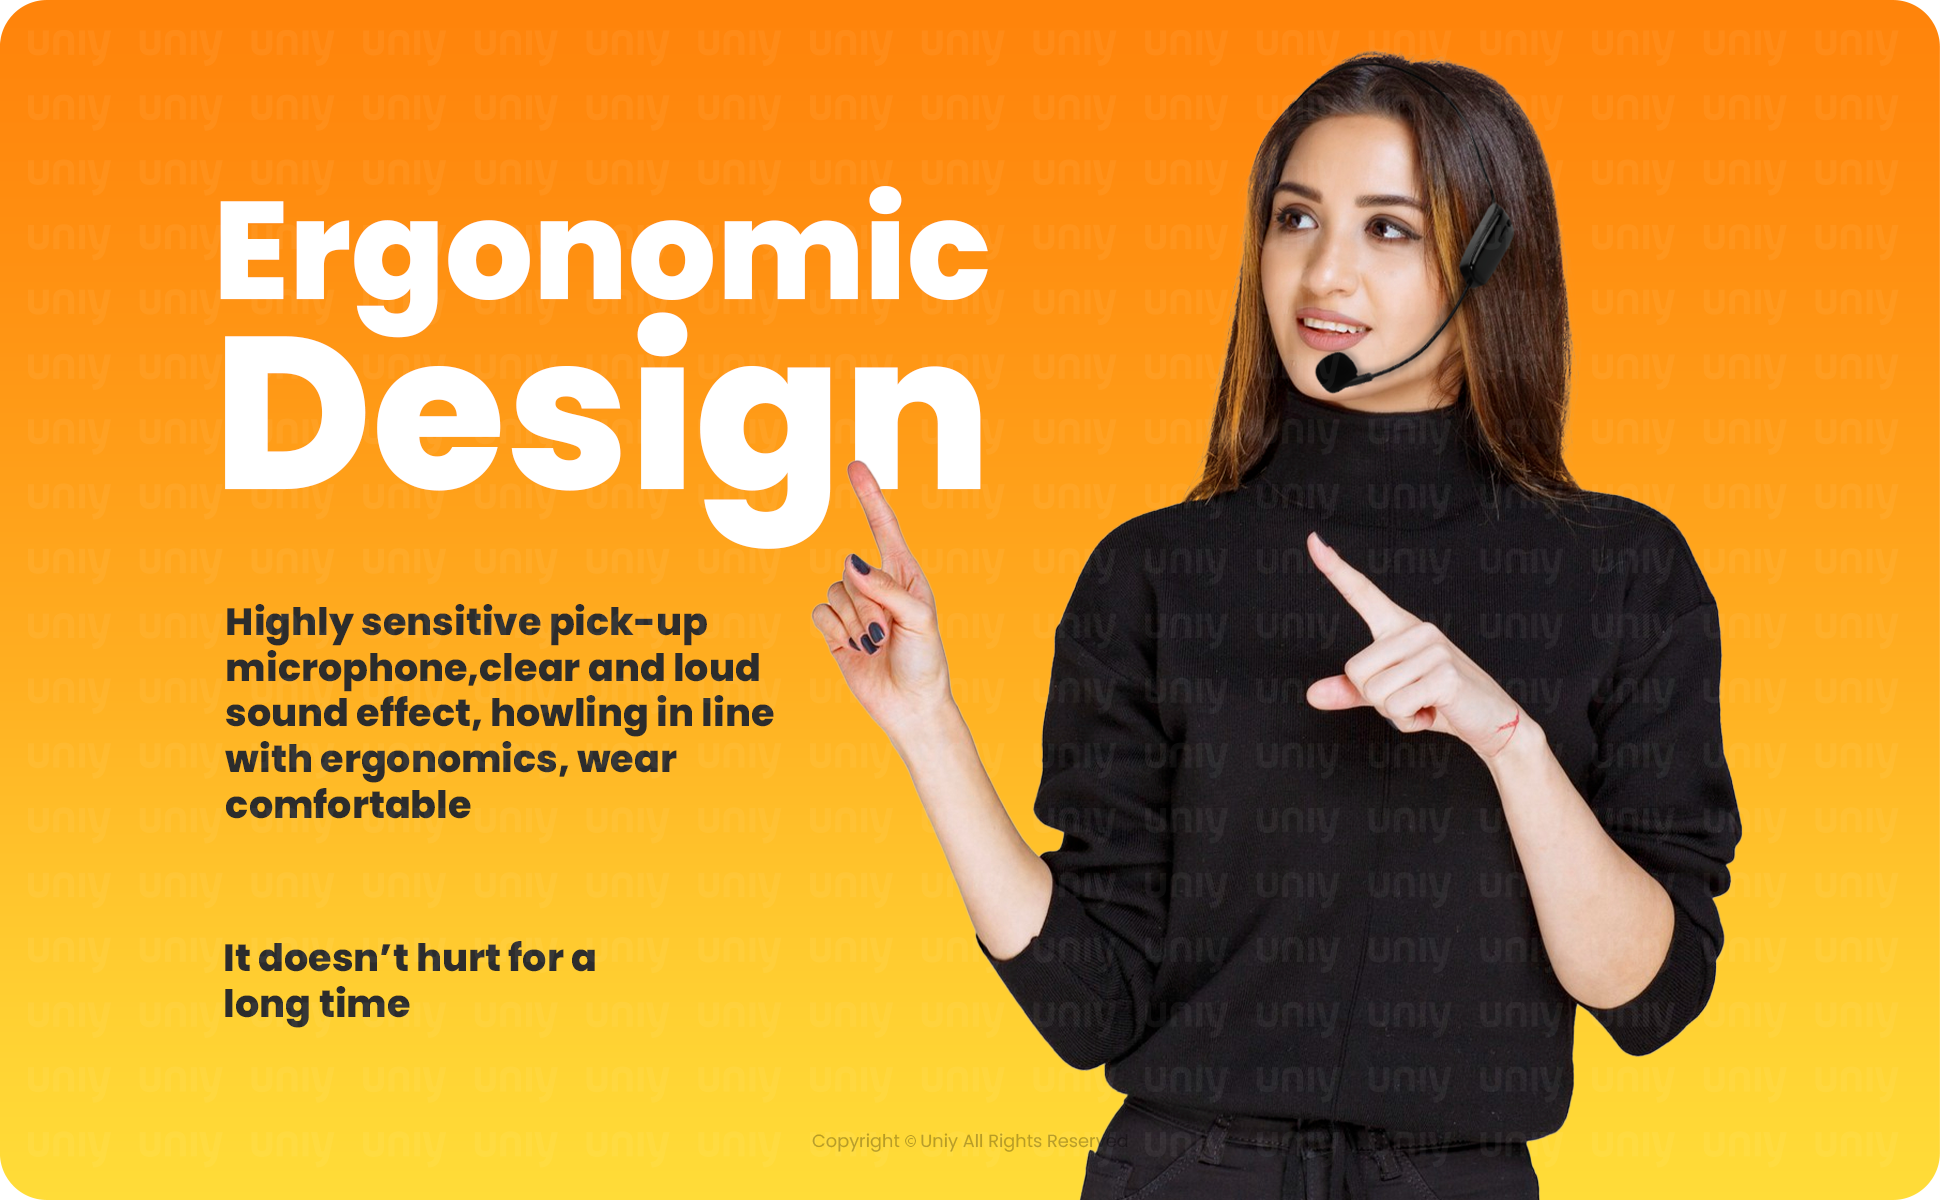 Ergonomic
Design
Highly sensitive pick-up
microphone,clear and loud
sound effect, howling in line
with ergonomics, wear
comfortable
It doesn't hurt for a
long time
Copyright © Uniy All Rights Reserved